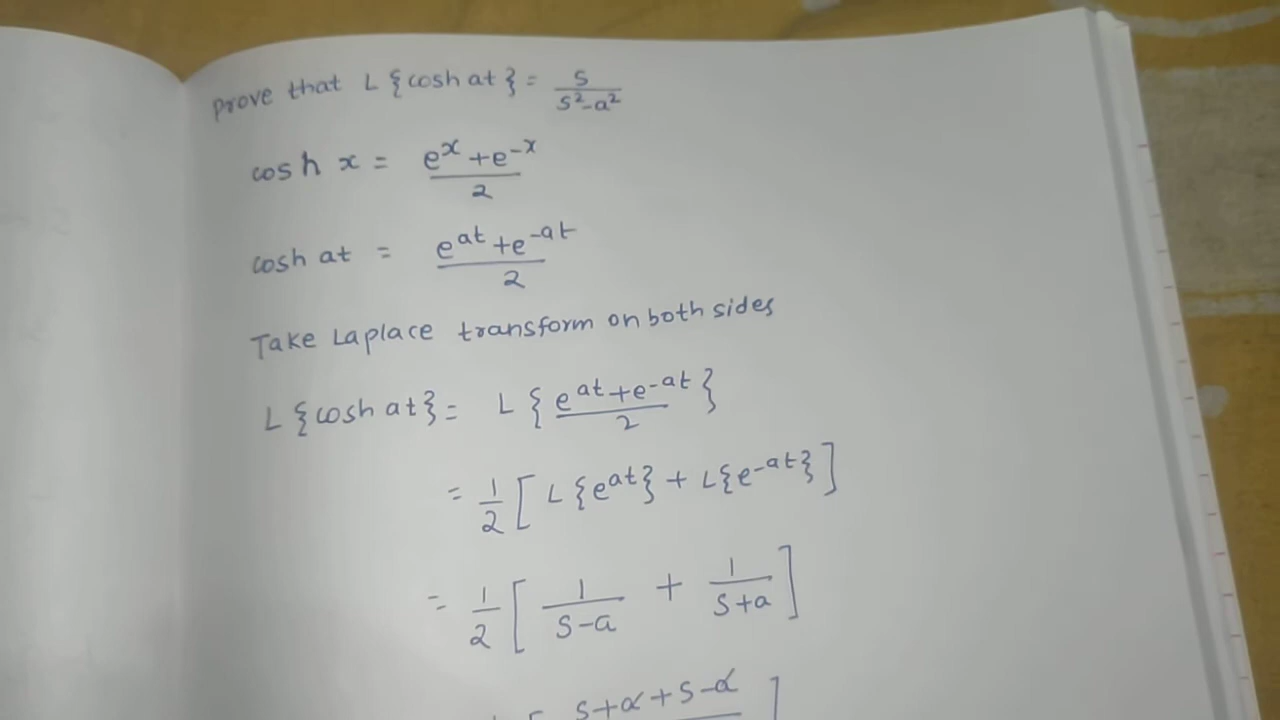 prove that L{cosh at} = s/(s²-a²)
cosh x = (e^x + e^-x)/2
cosh at = (e^at + e^-at)/2
Take Laplace transform on both sides
L{cosh at} = L{(e^at + e^-at)/2}
= 1/2 [L{e^at} + L{e^-at}]
= 1/2 [1/(s-a) + 1/(s+a)]
s+a+s-a ]